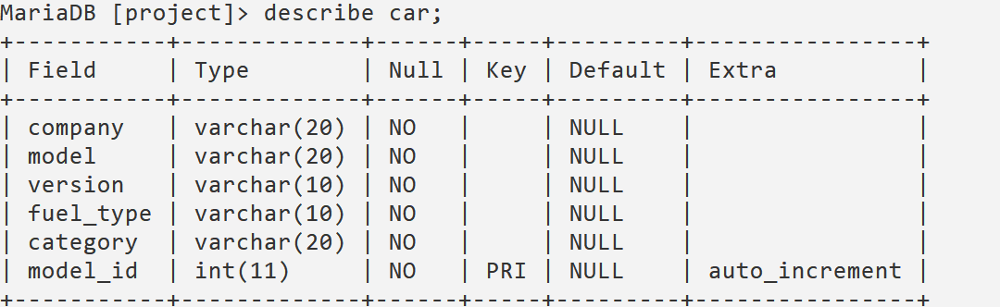 MariaDB [project]> describe car;
+-----------+-------------+------+-----+---------+----------------+
| Field     | Type        | Null | Key | Default | Extra          |
+-----------+-------------+------+-----+---------+----------------+
| company   | varchar(20) | NO   |     | NULL    |                |
| model     | varchar(20) | NO   |     | NULL    |                |
| version   | varchar(10) | NO   |     | NULL    |                |
| fuel_type | varchar(10) | NO   |     | NULL    |                |
| category  | varchar(20) | NO   |     | NULL    |                |
| model_id  | int(11)     | NO   | PRI | NULL    | auto_increment |
+-----------+-------------+------+-----+---------+----------------+